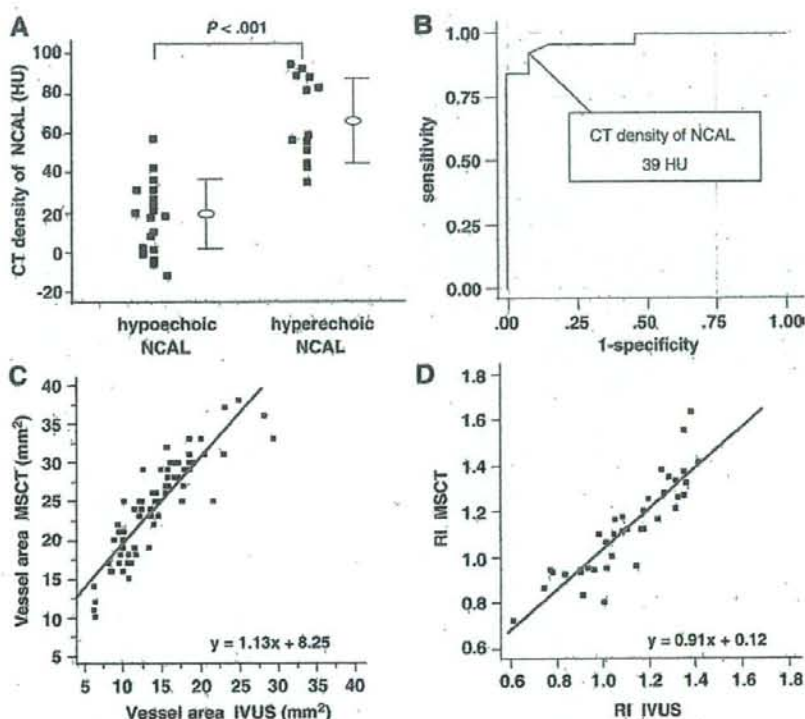 A
P < .001
CT density of NCAL (HU)
100
80
60
40
20
0
-20
hypoechoic NCAL
hyperechoic NCAL
B
sensitivity
1.00
0.75
0.50
0.25
0.00
CT density of NCAL
39 HU
.00 .25 .50 .75 1.00
1-specificity
C
Vessel area MSCT (mm²)
40
35
30
25
20
15
10
5
y = 1.13x + 8.25
5 10 15 20 25 30 35 40
Vessel area IVUS (mm²)
D
RI MSCT
1.8
1.6
1.4
1.2
1.0
0.8
0.6
y = 0.91x + 0.12
0.6 0.8 1.0 1.2 1.4 1.6 1.8
RI IVUS